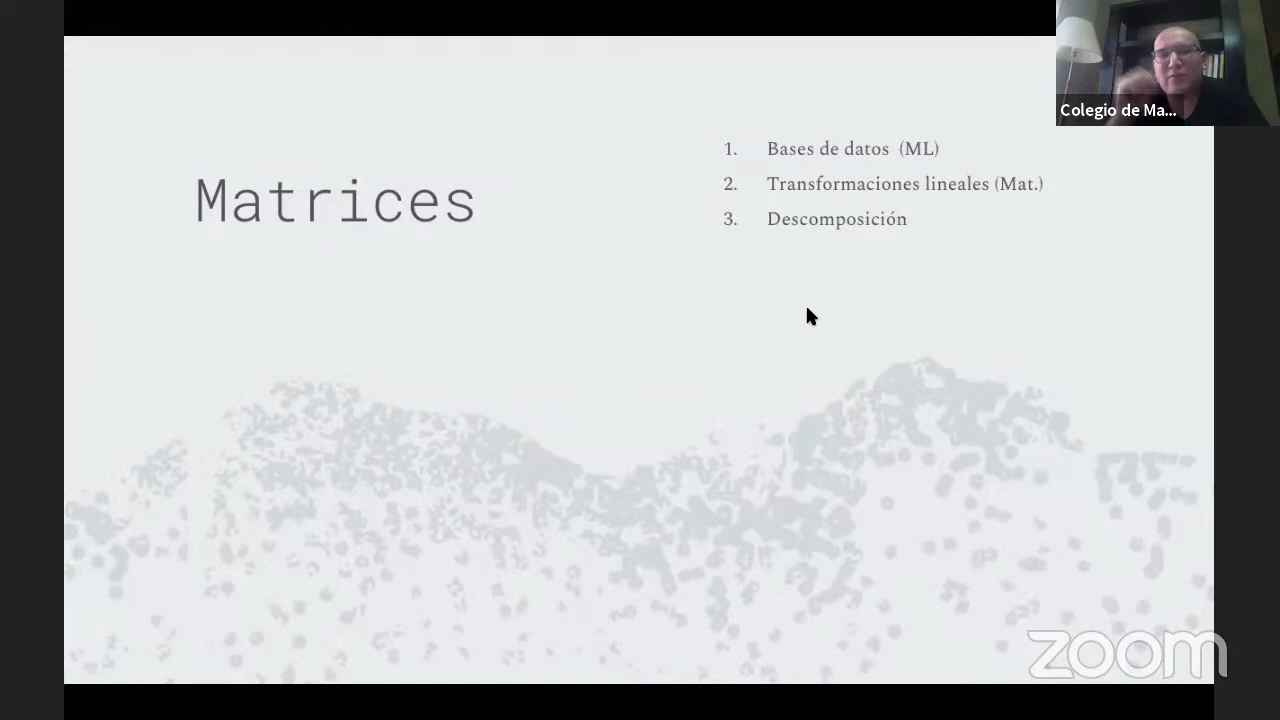 Colegio de Ma...
Matrices
1. Bases de datos (ML)
2. Transformaciones lineales (Mat.)
3. Descomposición
zoom